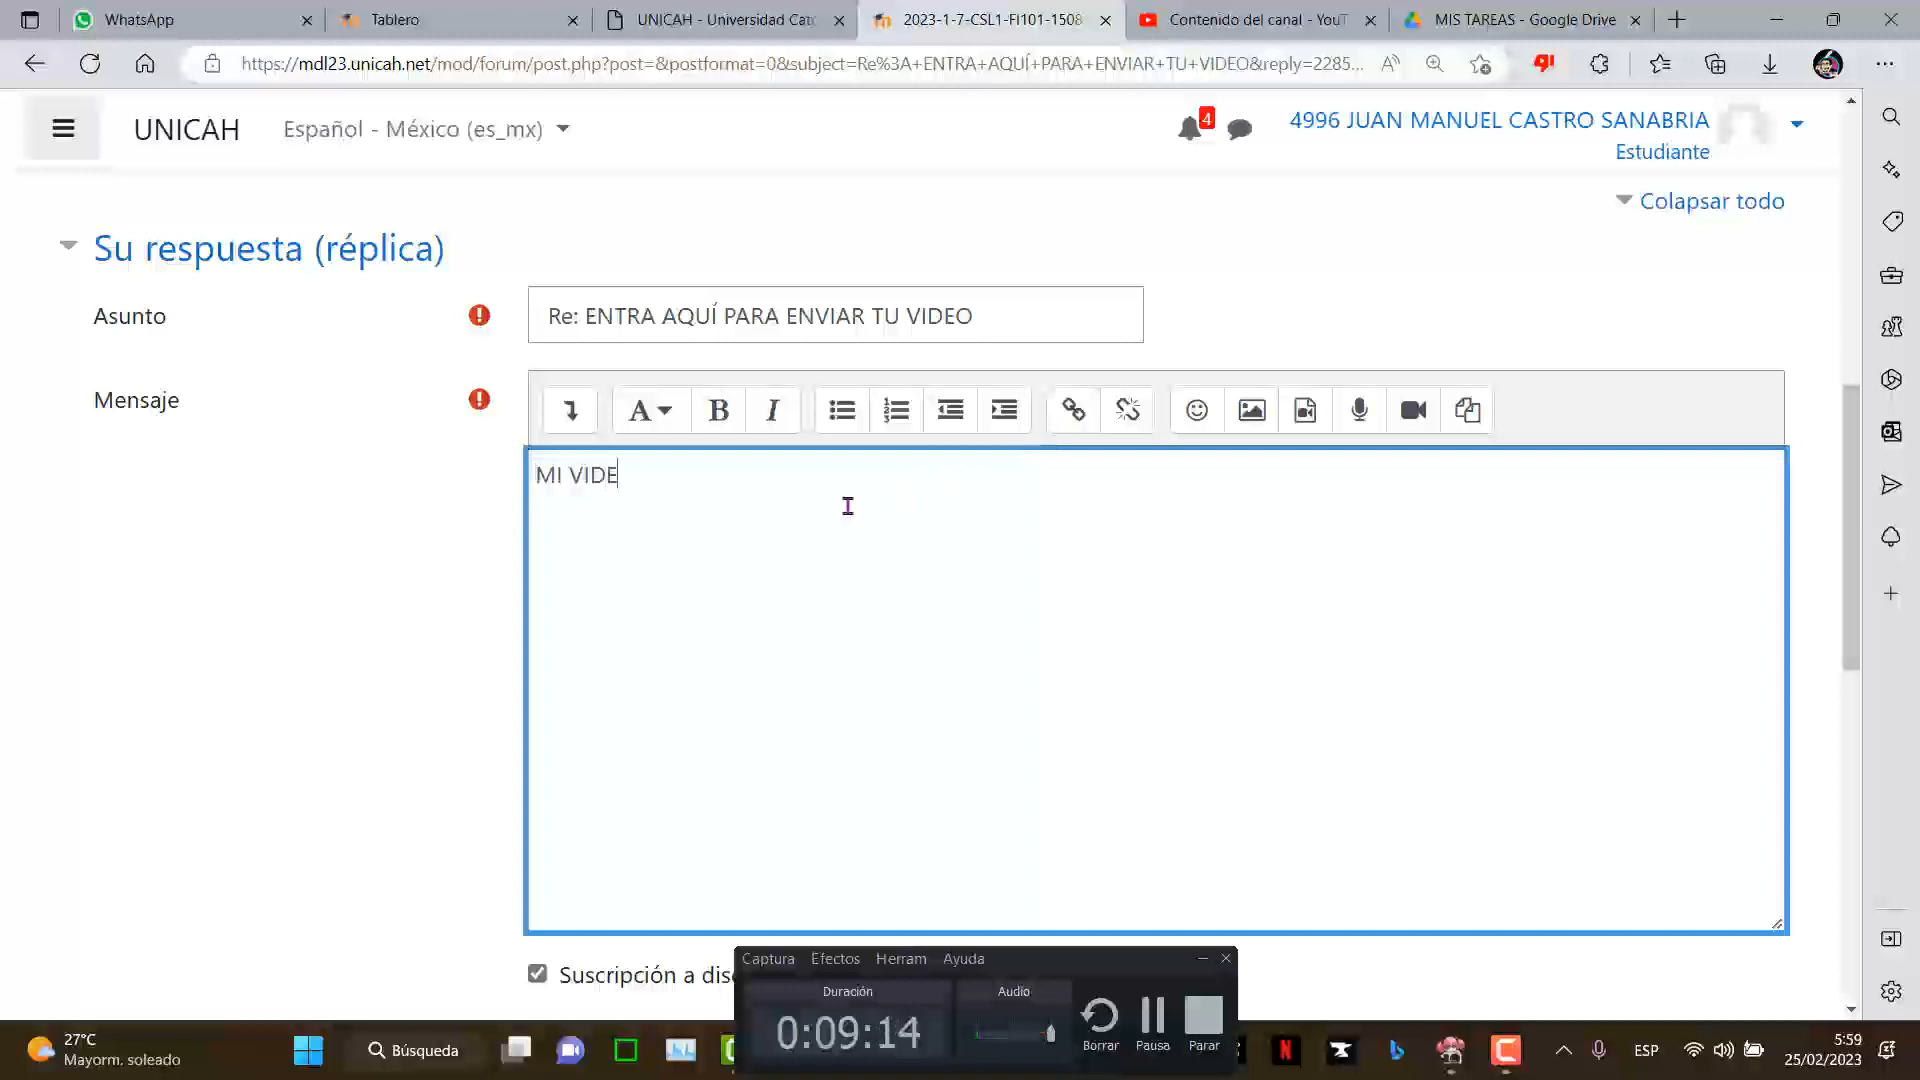 WhatsApp
Tablero
UNICAH - Universidad Cató
2023-1-7-CSL1-FI101-1508
Contenido del canal - YouT
MIS TAREAS - Google Drive
https://mdl23.unicah.net/mod/forum/post.php?post=&postformat=0&subject=Re%3A+ENTRA+AQUÍ+PARA+ENVIAR+TU+VIDEO&reply=2285...
UNICAH
Español - México (es_mx)
4
4996 JUAN MANUEL CASTRO SANABRIA
Estudiante
Colapsar todo
Su respuesta (réplica)
Asunto
Re: ENTRA AQUÍ PARA ENVIAR TU VIDEO
Mensaje
A B I
MI VIDE
Suscripción a dis
Captura Efectos Herram Ayuda
Duración
Audio
0:09:14
Borrar
Pausa
Parar
27°C
Mayorm. soleado
Búsqueda
ESP
5:59
25/02/2023